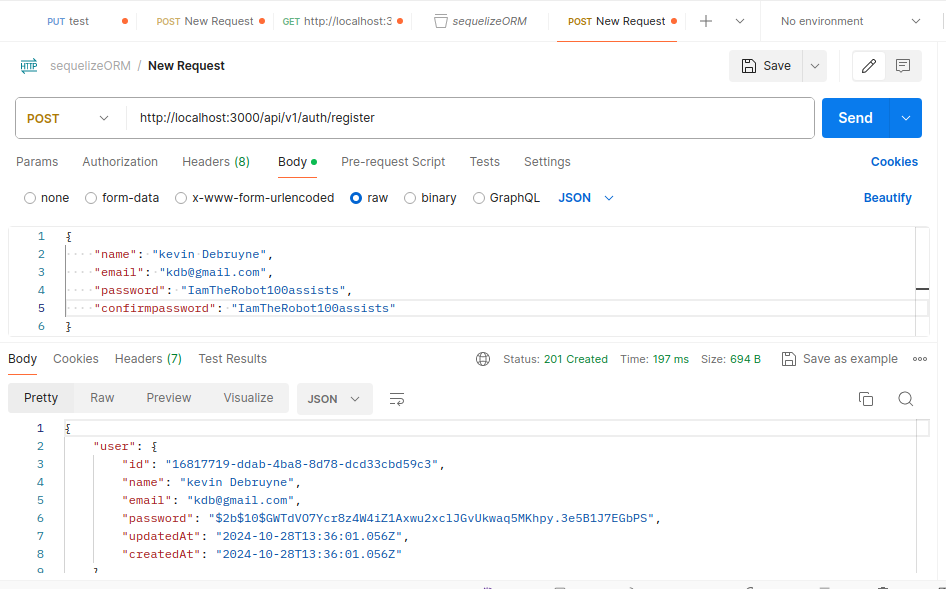 PUT test POST New Request GET http://localhost:3 sequelizeORM POST New Request No environment
HTTP sequelizeORM / New Request Save
POST http://localhost:3000/api/v1/auth/register Send
Params Authorization Headers (8) Body Pre-request Script Tests Settings Cookies
none form-data x-www-form-urlencoded raw binary GraphQL JSON Beautify
1 {
2 "name": "kevin Debruyne",
3 "email": "kdb@gmail.com",
4 "password": "IamTheRobot100assists",
5 "confirmpassword": "IamTheRobot100assists"
6 }
Body Cookies Headers (7) Test Results Status: 201 Created Time: 197 ms Size: 694 B Save as example
Pretty Raw Preview Visualize JSON
1 {
2 "user": {
3 "id": "16817719-ddab-4ba8-8d78-dcd33cbd59c3",
4 "name": "kevin Debruyne",
5 "email": "kdb@gmail.com",
6 "password": "$2b$10$GWTdVO7Ycr8z4W4iZ1Axwu2xclJGvUkwaq5MKhpy.3e5B1J7EGbPS",
7 "updatedAt": "2024-10-28T13:36:01.056Z",
8 "createdAt": "2024-10-28T13:36:01.056Z"
9 }